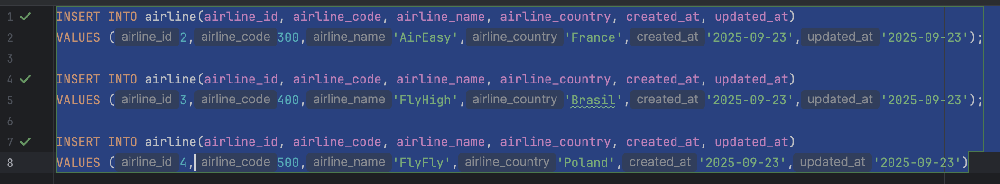 1 INSERT INTO airline(airline_id, airline_code, airline_name, airline_country, created_at, updated_at)
2 VALUES ( airline_id 2, airline_code 300, airline_name 'AirEasy', airline_country 'France', created_at '2025-09-23', updated_at '2025-09-23');
3
4 INSERT INTO airline(airline_id, airline_code, airline_name, airline_country, created_at, updated_at)
5 VALUES ( airline_id 3, airline_code 400, airline_name 'FlyHigh', airline_country 'Brasil', created_at '2025-09-23', updated_at '2025-09-23');
6
7 INSERT INTO airline(airline_id, airline_code, airline_name, airline_country, created_at, updated_at)
8 VALUES ( airline_id 4, airline_code 500, airline_name 'FlyFly', airline_country 'Poland', created_at '2025-09-23', updated_at '2025-09-23')